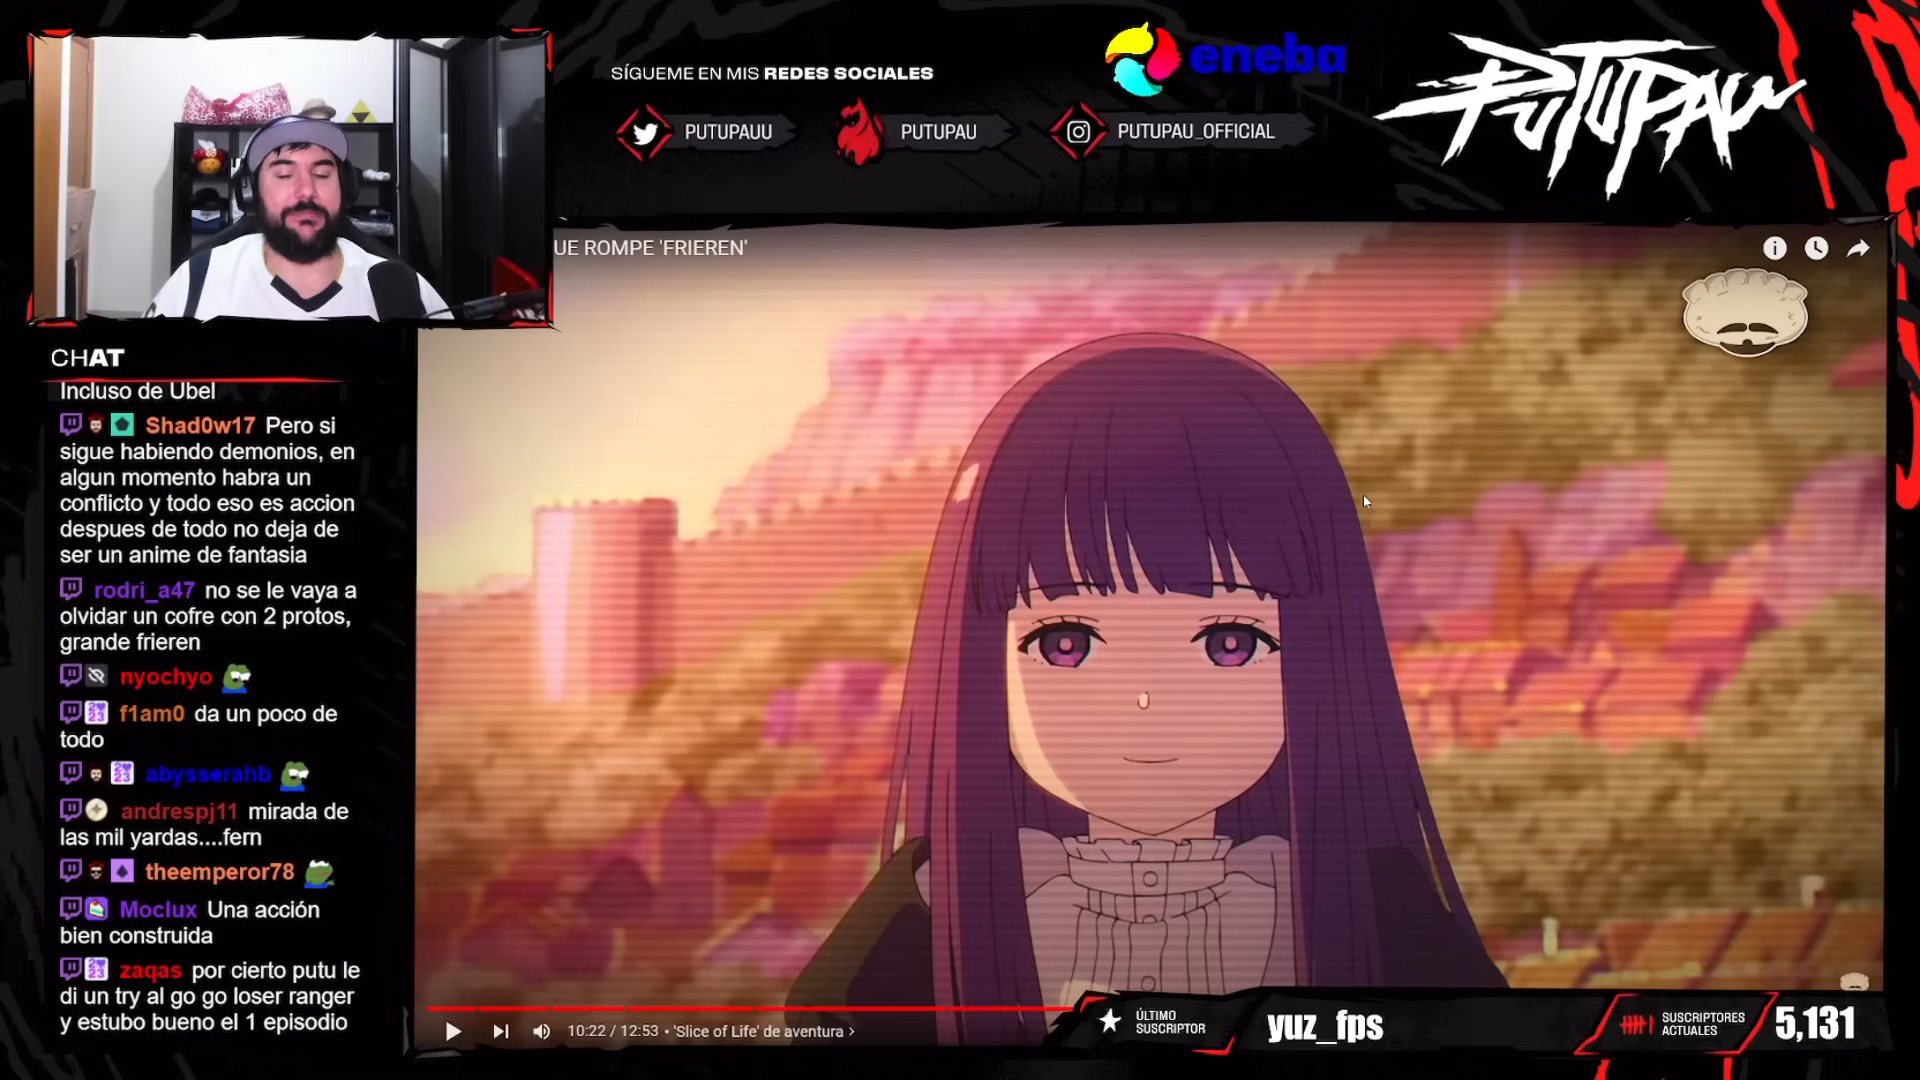 SÍGUEME EN MIS REDES SOCIALES
eneba
PUTUPAU
PUTUPAUU
PUTUPAU
PUTUPAU_OFFICIAL
UE ROMPE 'FRIEREN'
CHAT
Incluso de Ubel
Shad0w17 Pero si
sigue habiendo demonios, en
algun momento habra un
conflicto y todo eso es accion
despues de todo no deja de
ser un anime de fantasia
rodri_a47 no se le vaya a
olvidar un cofre con 2 protos,
grande frieren
nyochyo
f1am0 da un poco de
todo
abysserahb
andrespj11 mirada de
las mil yardas....fern
theemperor78
Moclux Una acción
bien construida
zaqas por cierto putu le
di un try al go go loser ranger
y estubo bueno el 1 episodio
10:22 / 12:53 • 'Slice of Life' de aventura >
ÚLTIMO
SUSCRIPTOR
yuz_fps
SUSCRIPTORES
ACTUALES
5,131